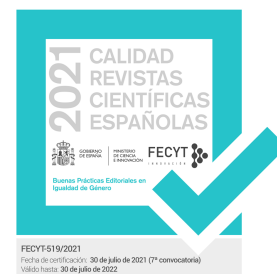 2021
CALIDAD
REVISTAS
CIENTÍFICAS
ESPAÑOLAS
GOBIERNO
DE ESPAÑA
MINISTERIO
DE CIENCIA
E INNOVACIÓN
FECYT
INNOVACIÓN
Buenas Prácticas Editoriales en
Igualdad de Género
FECYT-519/2021
Fecha de certificación: 30 de julio de 2021 (7ª convocatoria)
Válido hasta: 30 de julio de 2022